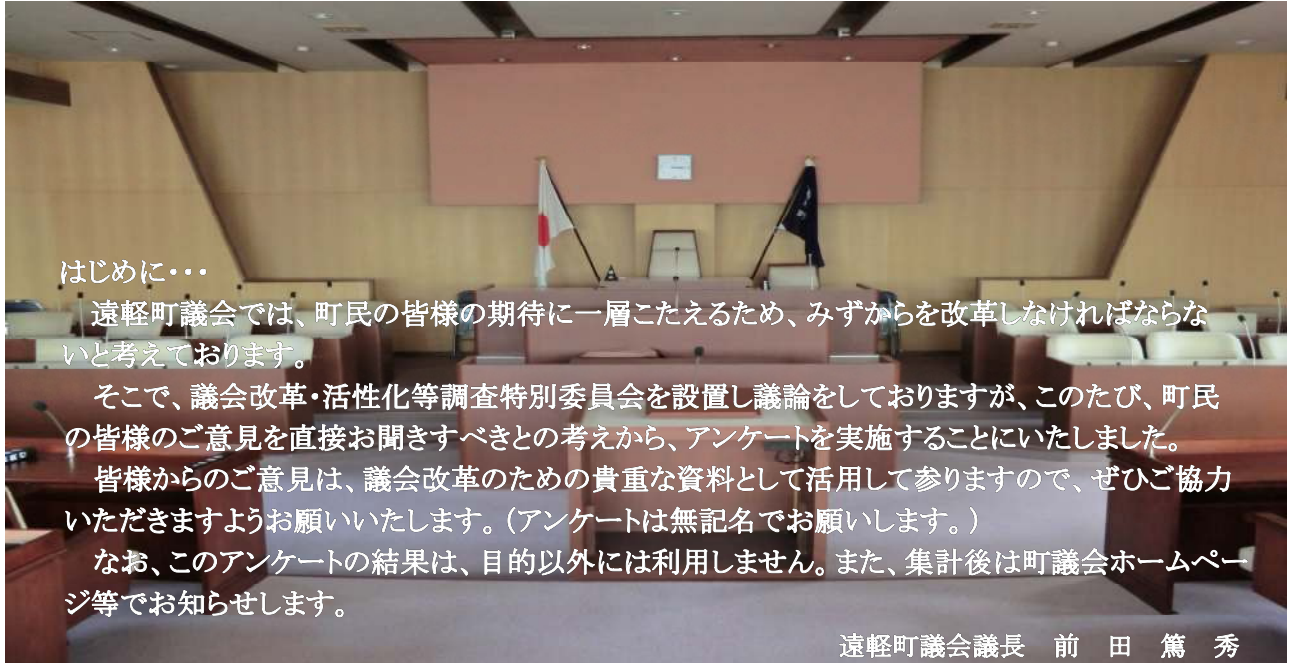 はじめに・・・
遠軽町議会では、町民の皆様の期待に一層こたえるため、みずからを改革しなければならな
いと考えております。
そこで、議会改革・活性化等調査特別委員会を設置し議論をしておりますが、このたび、町民
の皆様のご意見を直接お聞きすべきとの考えから、アンケートを実施することにいたしました。
皆様からのご意見は、議会改革のための貴重な資料として活用して参りますので、ぜひご協力
いただきますようお願いいたします。(アンケートは無記名でお願いします。)
なお、このアンケートの結果は、目的以外には利用しません。また、集計後は町議会ホームペー
ジ等でお知らせします。
遠軽町議会議長　前　田　篤　秀